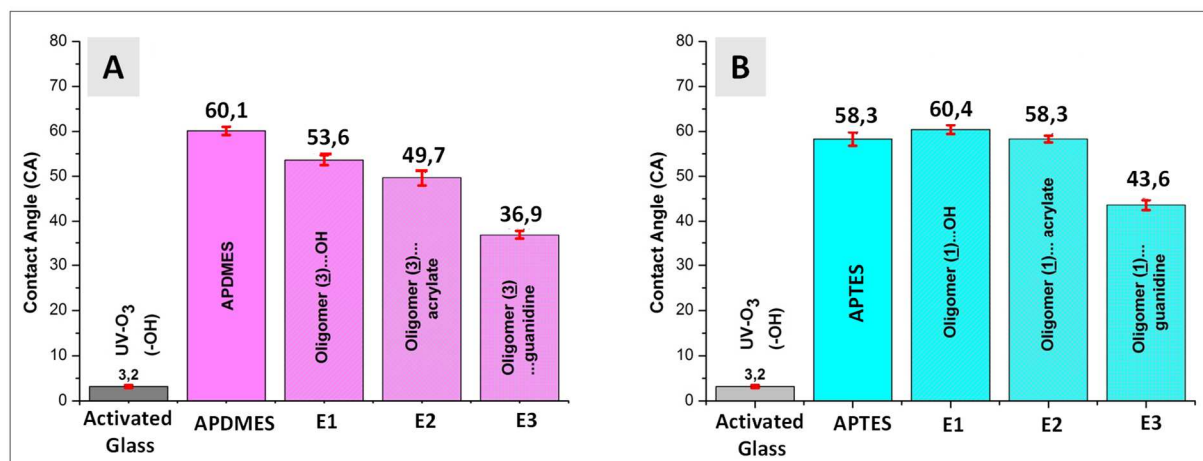 A
Contact Angle (CA)
80
70
60
50
40
30
20
10
0
UV-O3
(-OH)
3,2
60,1
APDMES
53,6
Oligomer (3)...OH
49,7
Oligomer (3)...
acrylate
36,9
Oligomer (3)
...guanidine
Activated
Glass
APDMES
E1
E2
E3
B
Contact Angle (CA)
80
70
60
50
40
30
20
10
0
UV-O3
(-OH)
3,2
58,3
APTES
60,4
Oligomer (1)...OH
58,3
Oligomer (1)... acrylate
43,6
Oligomer (1)...
guanidine
Activated
Glass
APTES
E1
E2
E3